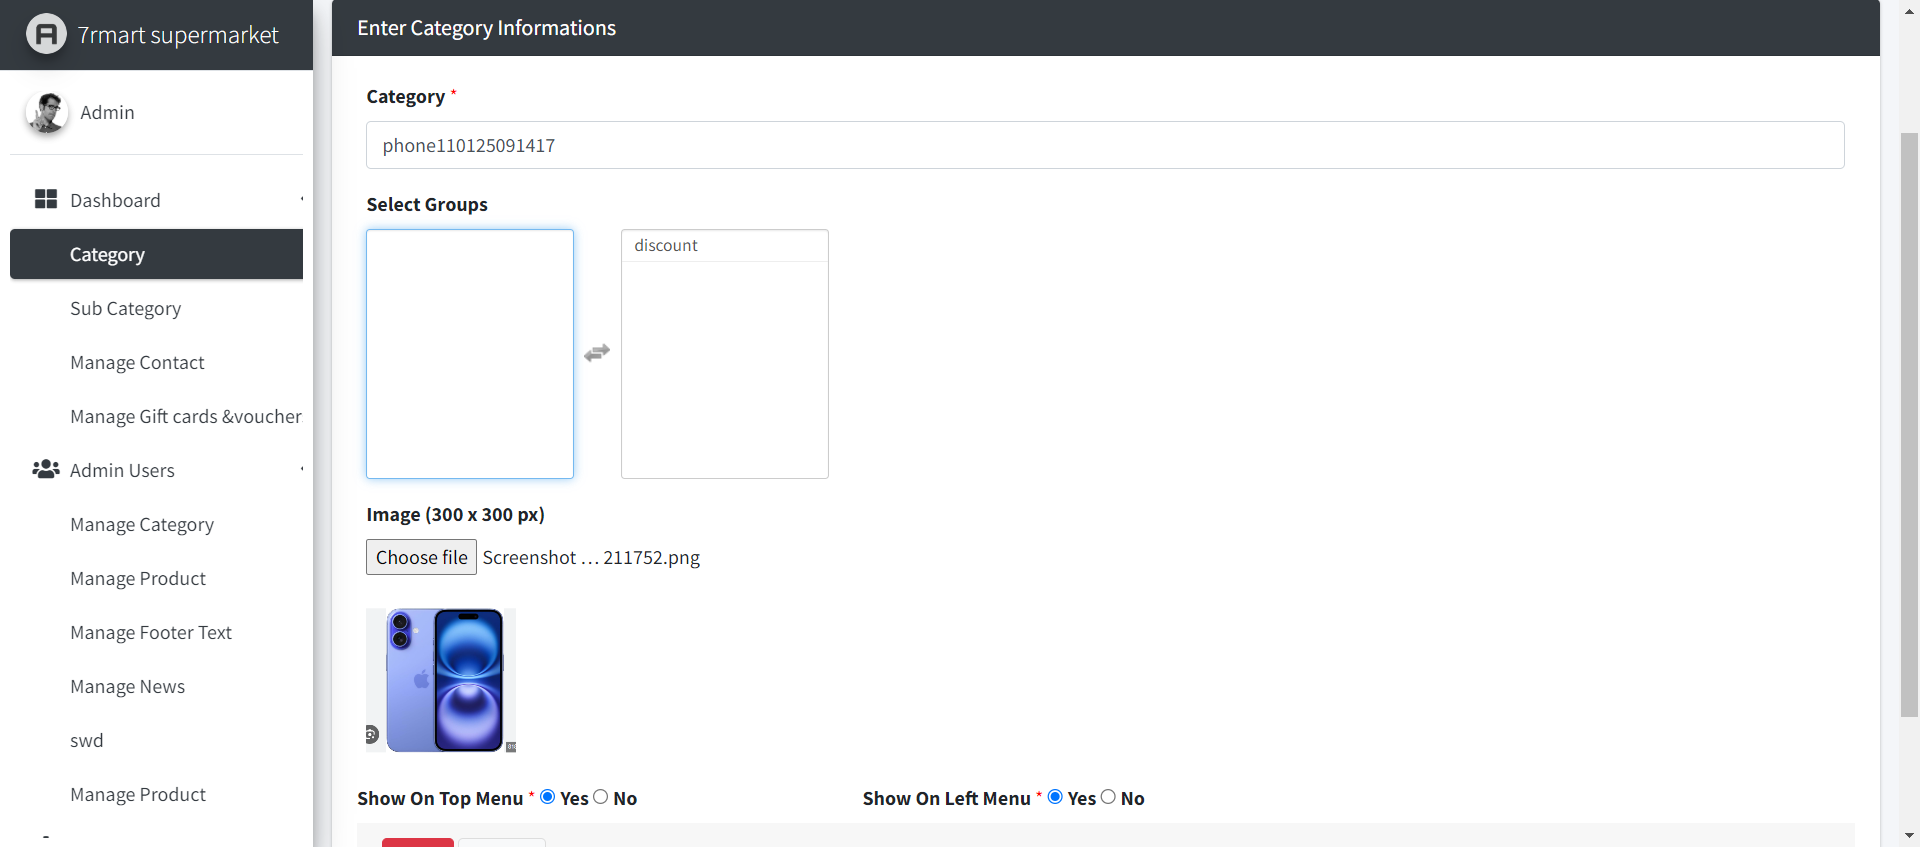 7rmart supermarket
Admin
Dashboard
Category
Sub Category
Manage Contact
Manage Gift cards &voucher
Admin Users
Manage Category
Manage Product
Manage Footer Text
Manage News
swd
Manage Product
Enter Category Informations
Category *
phone110125091417
Select Groups
discount
Image (300 x 300 px)
Choose file Screenshot ... 211752.png
Show On Top Menu * Yes No
Show On Left Menu * Yes No